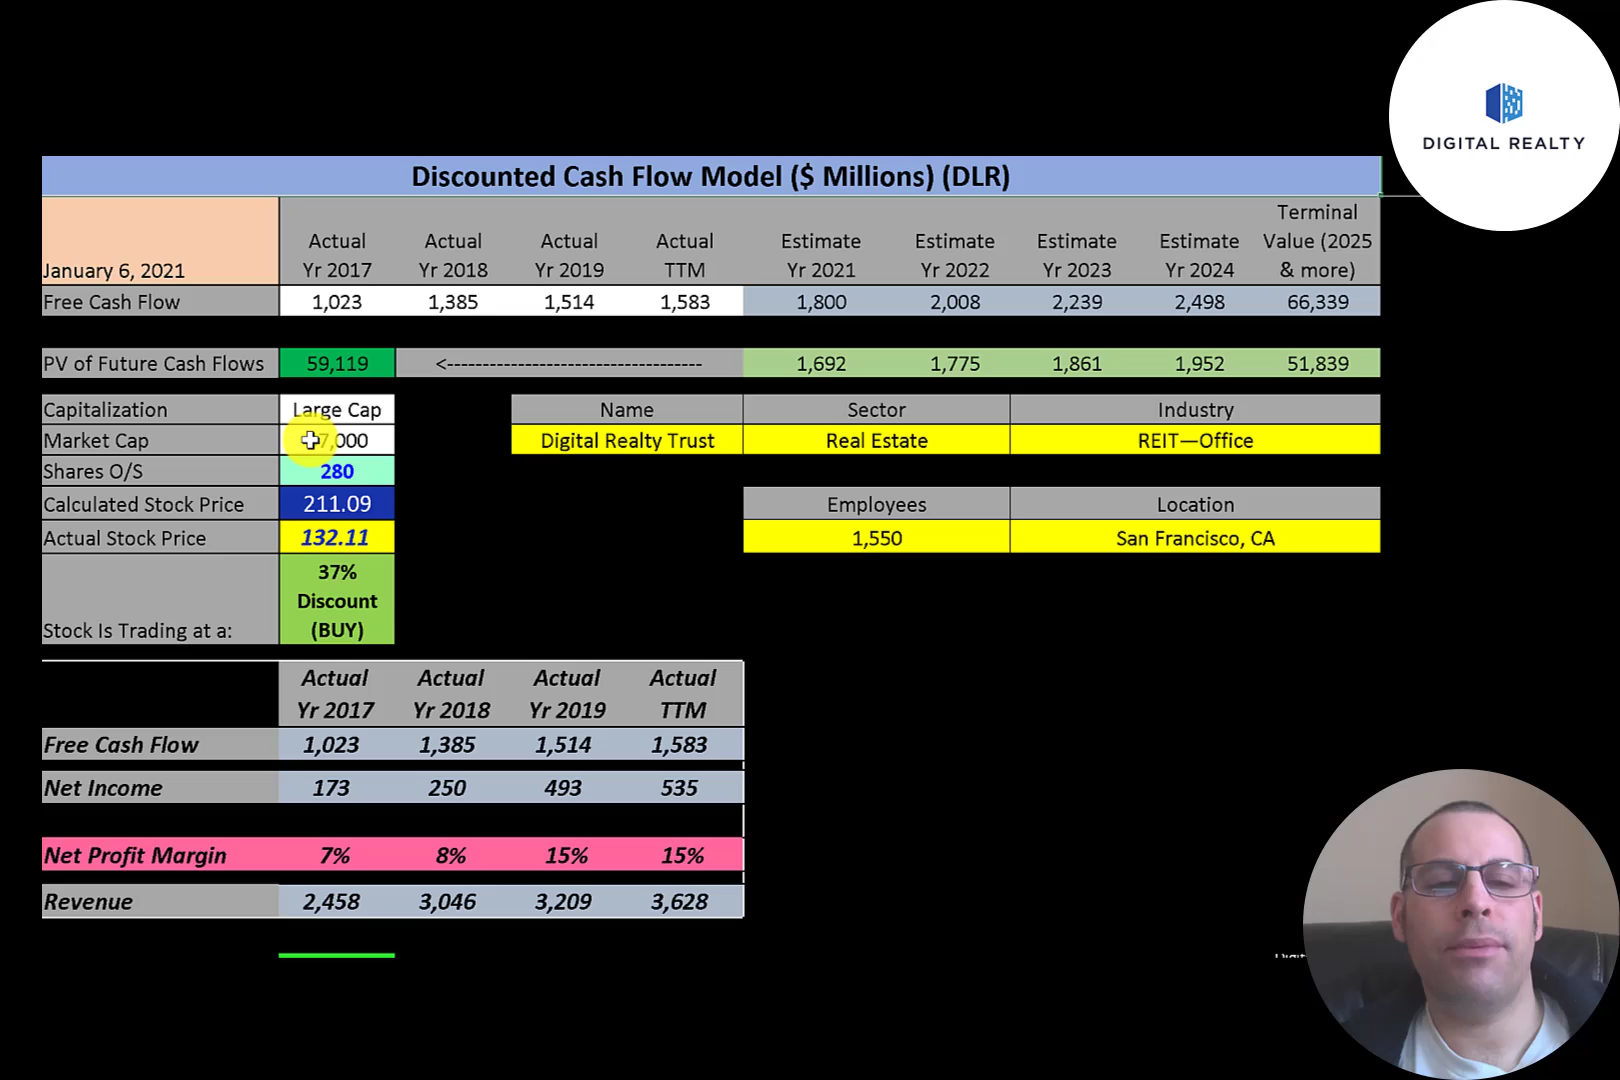 DIGITAL REALTY
Discounted Cash Flow Model ($ Millions) (DLR)
January 6, 2021 Actual Yr 2017 Actual Yr 2018 Actual Yr 2019 Actual TTM Estimate Yr 2021 Estimate Yr 2022 Estimate Yr 2023 Estimate Yr 2024 Terminal Value (2025 & more)
Free Cash Flow 1,023 1,385 1,514 1,583 1,800 2,008 2,239 2,498 66,339
PV of Future Cash Flows 59,119 <----------------------------------- 1,692 1,775 1,861 1,952 51,839
Capitalization Large Cap Name Sector Industry
Market Cap 7,000 Digital Realty Trust Real Estate REIT—Office
Shares O/S 280
Calculated Stock Price 211.09 Employees Location
Actual Stock Price 132.11 1,550 San Francisco, CA
Stock Is Trading at a: 37% Discount (BUY)
Actual Yr 2017 Actual Yr 2018 Actual Yr 2019 Actual TTM
Free Cash Flow 1,023 1,385 1,514 1,583
Net Income 173 250 493 535
Net Profit Margin 7% 8% 15% 15%
Revenue 2,458 3,046 3,209 3,628